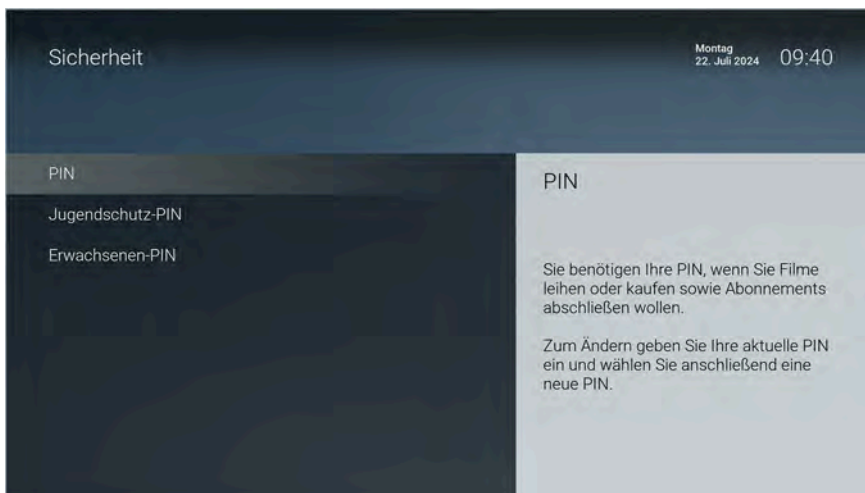 Sicherheit
Montag
22. Juli 2024
09:40
PIN
Jugendschutz-PIN
Erwachsenen-PIN
PIN
Sie benötigen Ihre PIN, wenn Sie Filme
leihen oder kaufen sowie Abonnements
abschließen wollen.
Zum Ändern geben Sie Ihre aktuelle PIN
ein und wählen Sie anschließend eine
neue PIN.